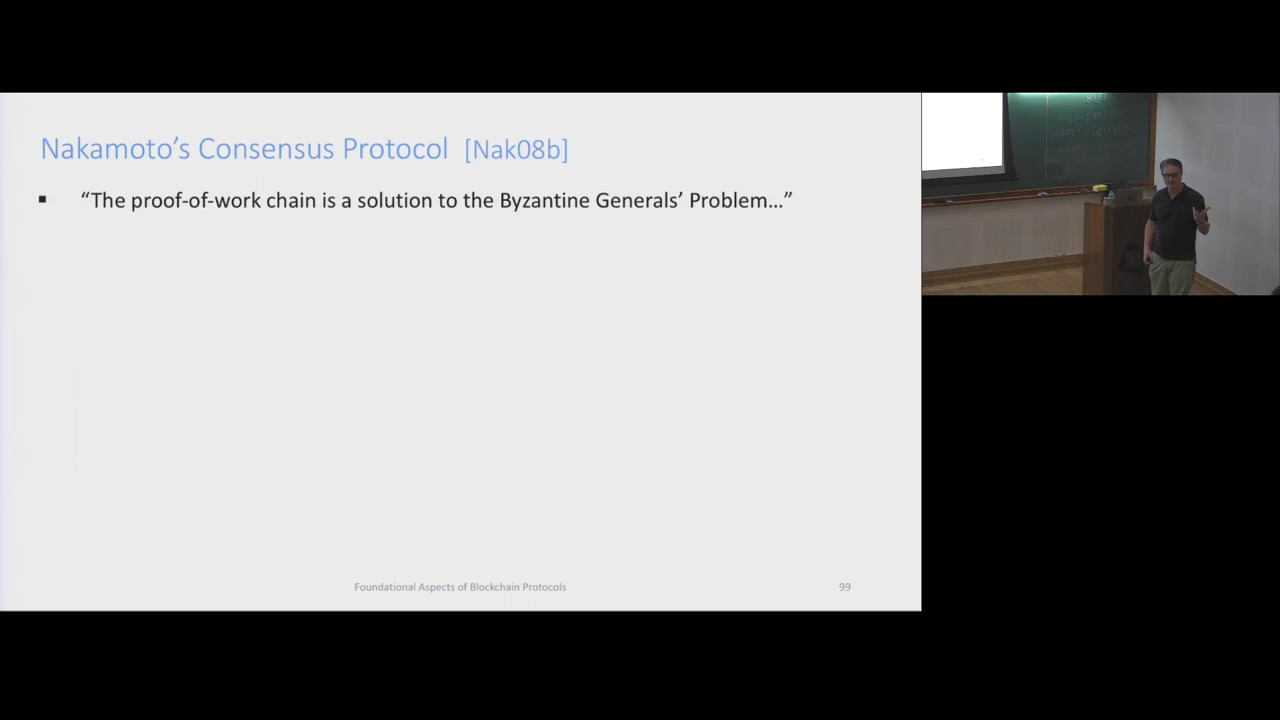 Nakamoto’s Consensus Protocol [Nak08b]
▪ “The proof-of-work chain is a solution to the Byzantine Generals’ Problem…”
Foundational Aspects of Blockchain Protocols
99